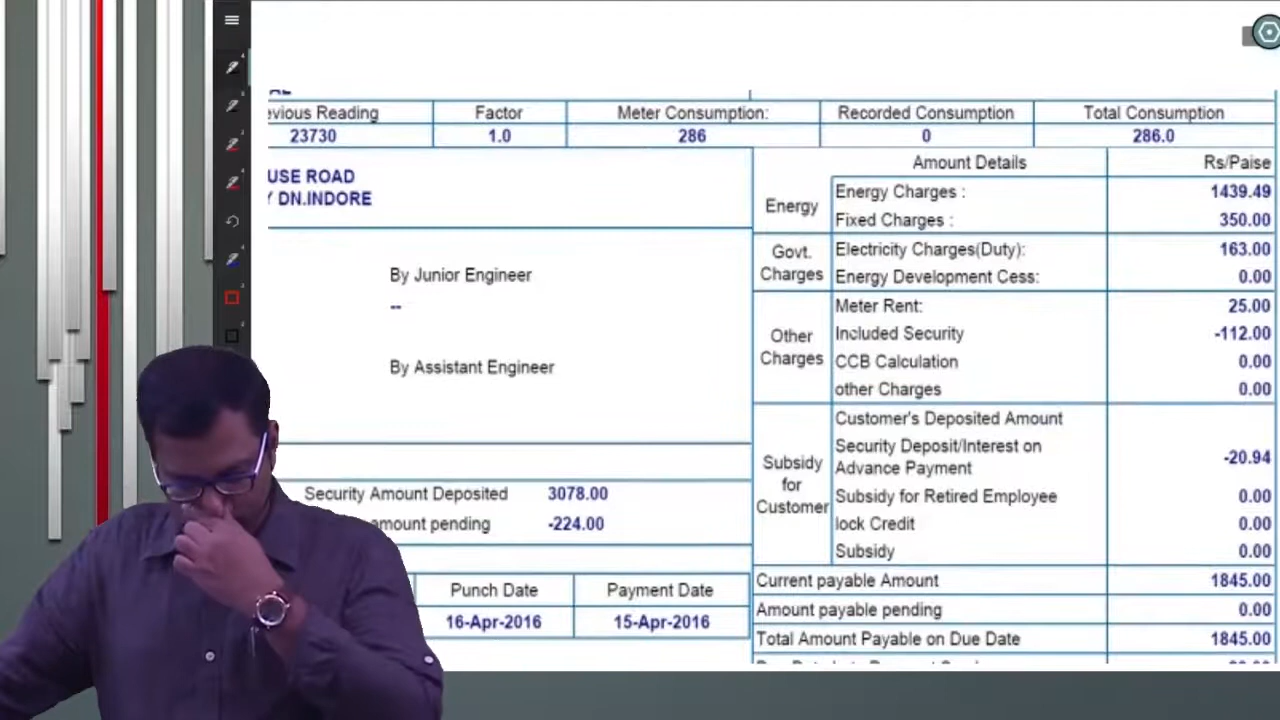 evious Reading Factor Meter Consumption: Recorded Consumption Total Consumption
23730 1.0 286 0 286.0
USE ROAD
DN.INDORE
By Junior Engineer
--
By Assistant Engineer
Security Amount Deposited 3078.00
amount pending -224.00
Punch Date Payment Date
16-Apr-2016 15-Apr-2016
Amount Details Rs/Paise
Energy
Energy Charges : 1439.49
Fixed Charges : 350.00
Govt.
Charges
Electricity Charges(Duty): 163.00
Energy Development Cess: 0.00
Other
Charges
Meter Rent: 25.00
Included Security -112.00
CCB Calculation 0.00
other Charges 0.00
Subsidy
for
Customer
Customer's Deposited Amount
Security Deposit/Interest on
Advance Payment -20.94
Subsidy for Retired Employee 0.00
lock Credit 0.00
Subsidy 0.00
Current payable Amount 1845.00
Amount payable pending 0.00
Total Amount Payable on Due Date 1845.00